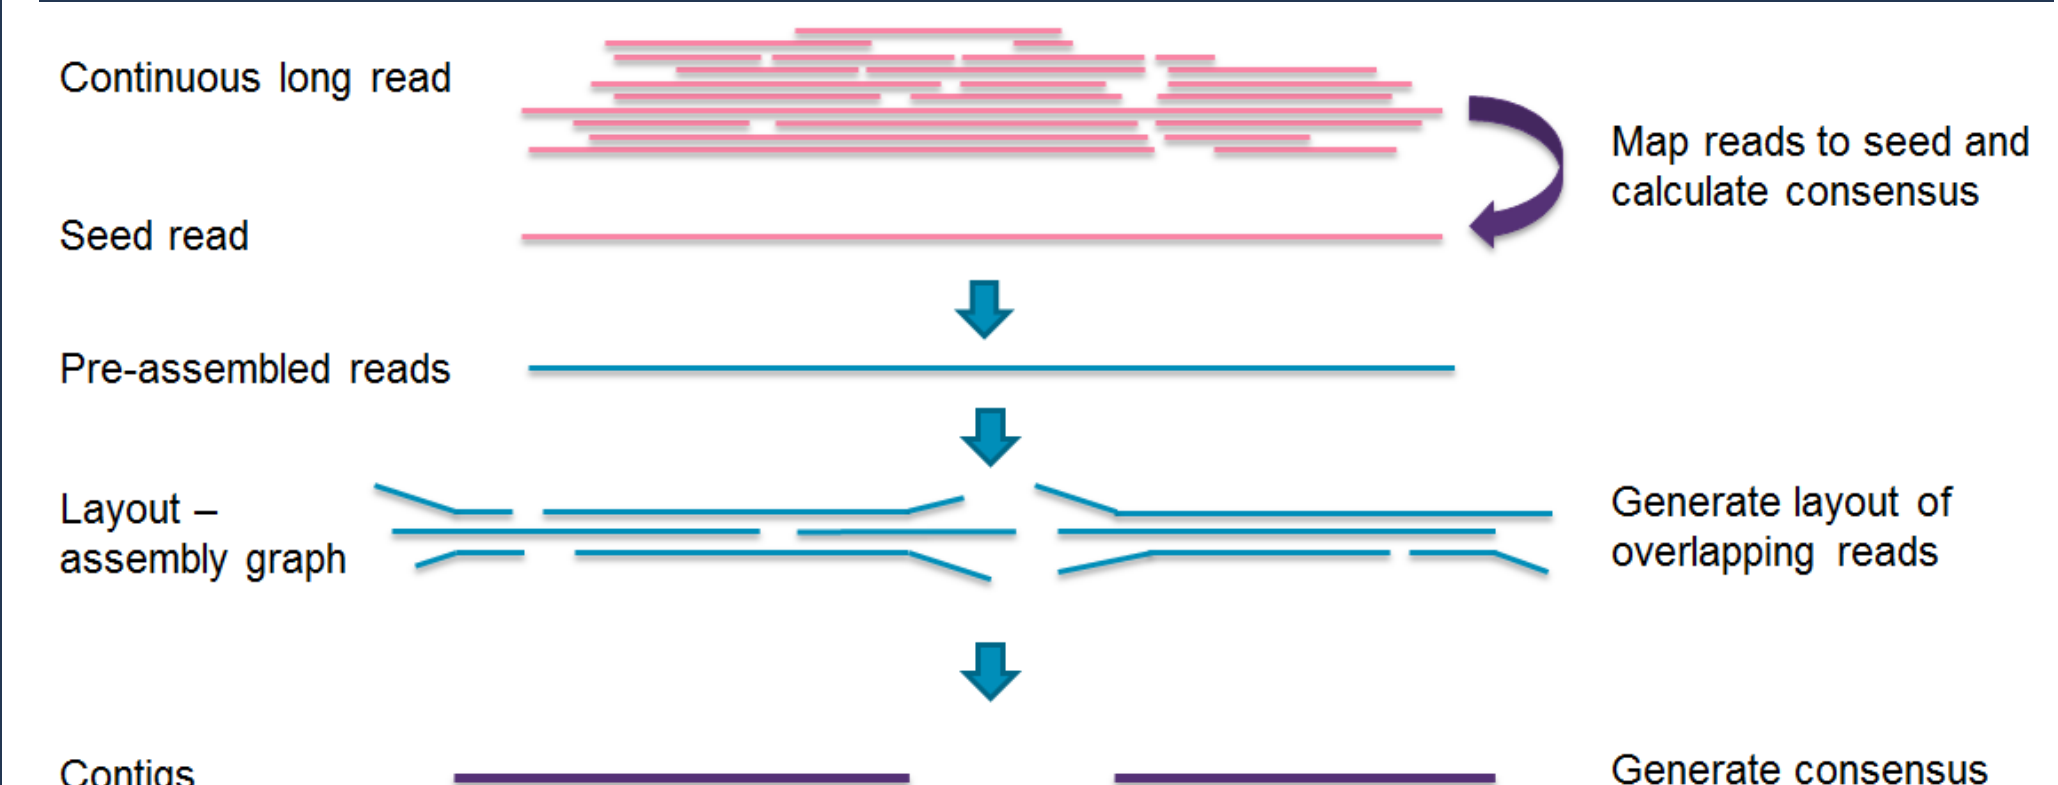 Continuous long read
Map reads to seed and
calculate consensus
Seed read
Pre-assembled reads
Layout –
assembly graph
Generate layout of
overlapping reads
Contigs
Generate consensus